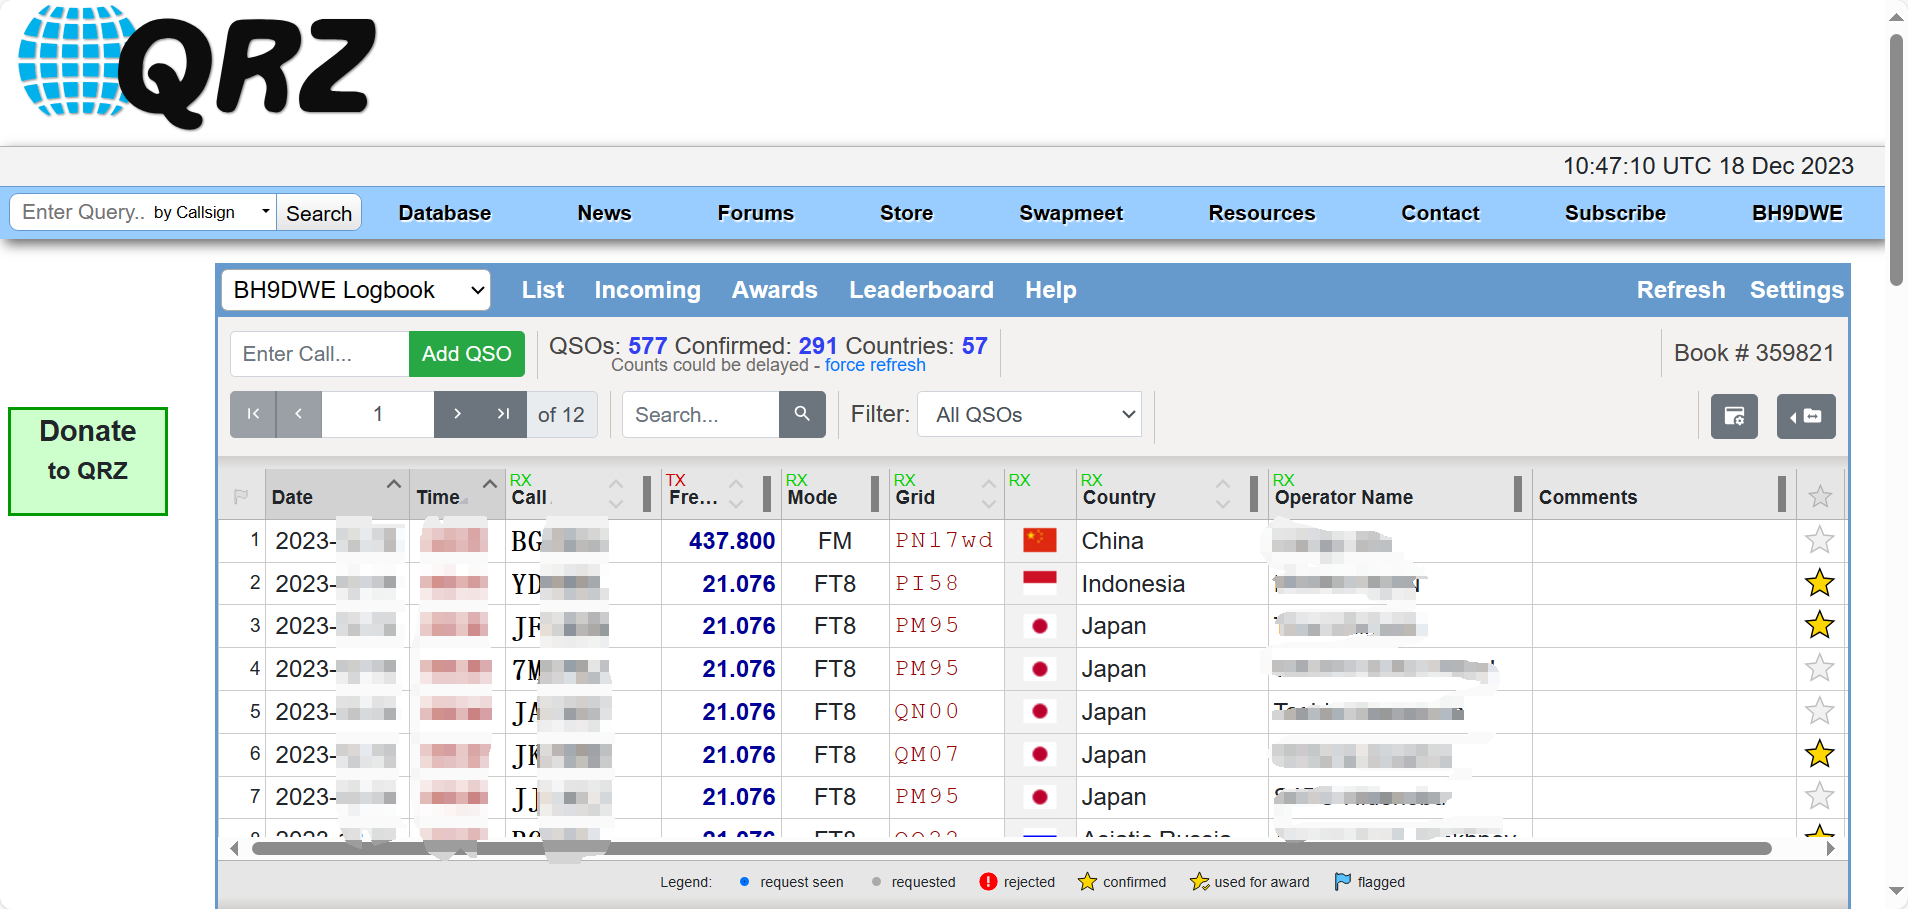 QRZ
10:47:10 UTC 18 Dec 2023
Enter Query.. by Callsign Search Database News Forums Store Swapmeet Resources Contact Subscribe BH9DWE
BH9DWE Logbook List Incoming Awards Leaderboard Help Refresh Settings
Enter Call... Add QSO QSOs: 577 Confirmed: 291 Countries: 57 Book # 359821
Counts could be delayed - force refresh
1 of 12 Search... Filter: All QSOs
Donate
to QRZ
RX TX RX RX RX RX RX
Date Time Call Fre... Mode Grid Country Operator Name Comments
1 2023- BG 437.800 FM PN17wd China
2 2023- YD 21.076 FT8 PI58 Indonesia
3 2023- JF 21.076 FT8 PM95 Japan
4 2023- 7M 21.076 FT8 PM95 Japan
5 2023- JA 21.076 FT8 QN00 Japan
6 2023- JK 21.076 FT8 QM07 Japan
7 2023- JJ 21.076 FT8 PM95 Japan
21.076 FT8 Asiatic Russia
Legend: request seen requested rejected confirmed used for award flagged